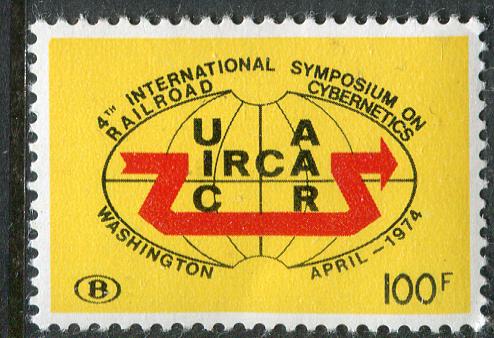 4TH INTERNATIONAL SYMPOSIUM ON
RAILROAD CYBERNETICS
U A
IRCA
I A
C R
WASHINGTON APRIL-1974
B
100F